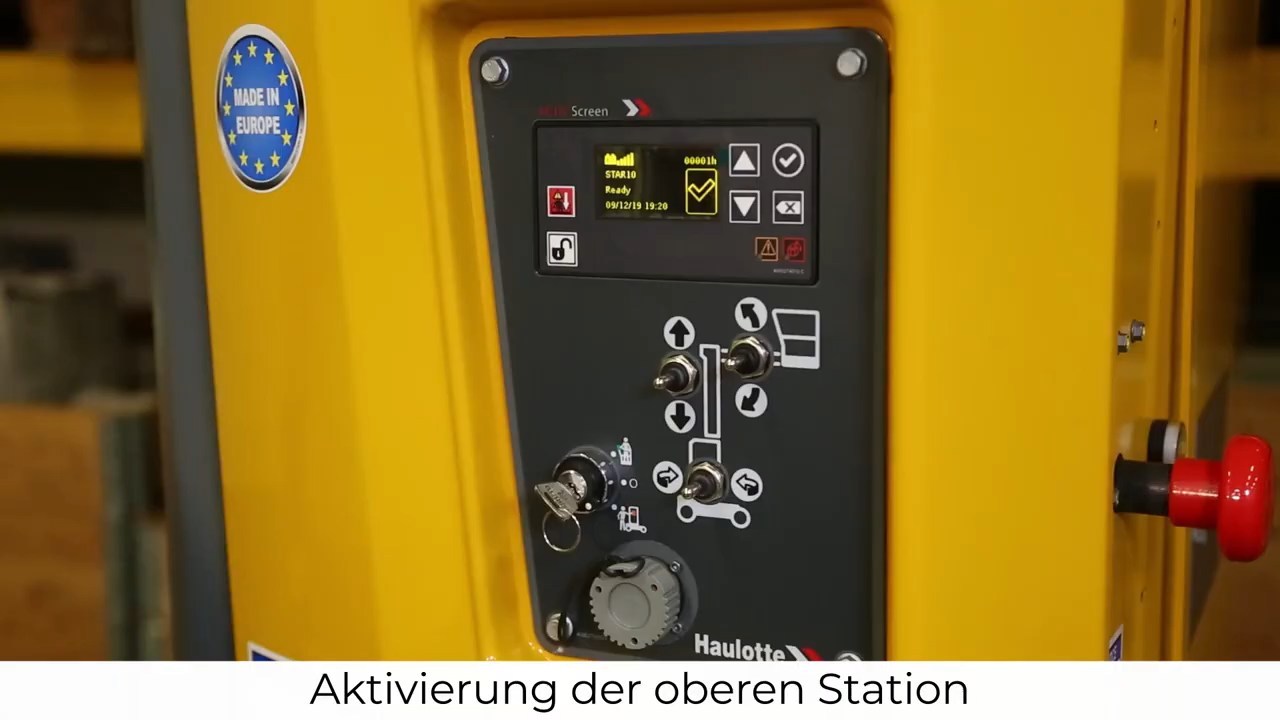 MADE IN
EUROPE
Screen
00001h
STAR10
Ready
09/12/19 19:20
O
Haulotte
Aktivierung der oberen Station